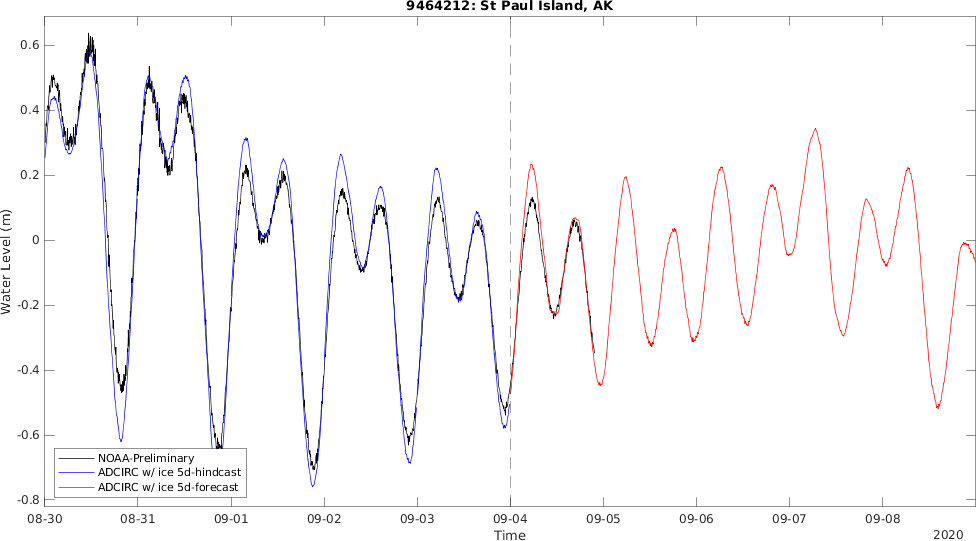 9464212: St Paul Island, AK
Water Level (m)
0.6
0.4
0.2
0
-0.2
-0.4
-0.6
-0.8
NOAA-Preliminary
ADCIRC w/ ice 5d-hindcast
ADCIRC w/ ice 5d-forecast
08-30 08-31 09-01 09-02 09-03 09-04 09-05 09-06 09-07 09-08
Time
2020